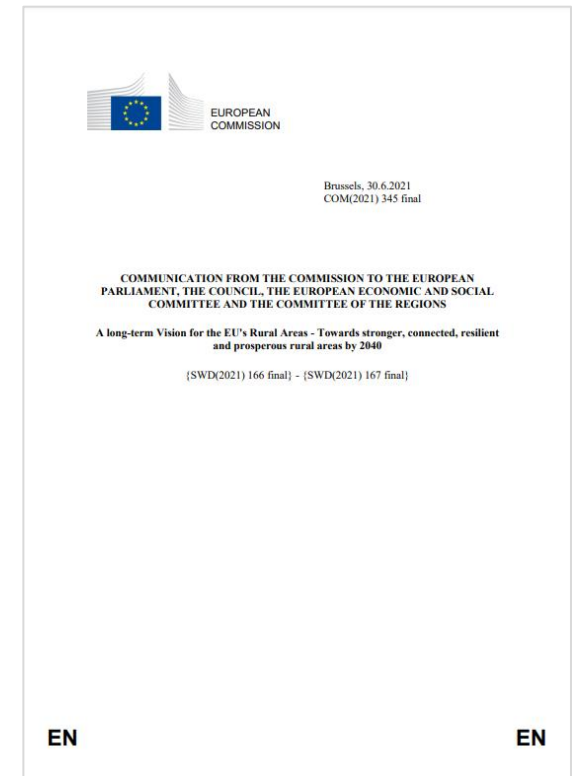 EUROPEAN
COMMISSION
Brussels, 30.6.2021
COM(2021) 345 final
COMMUNICATION FROM THE COMMISSION TO THE EUROPEAN
PARLIAMENT, THE COUNCIL, THE EUROPEAN ECONOMIC AND SOCIAL
COMMITTEE AND THE COMMITTEE OF THE REGIONS
A long-term Vision for the EU's Rural Areas - Towards stronger, connected, resilient
and prosperous rural areas by 2040
{SWD(2021) 166 final} - {SWD(2021) 167 final}
EN EN